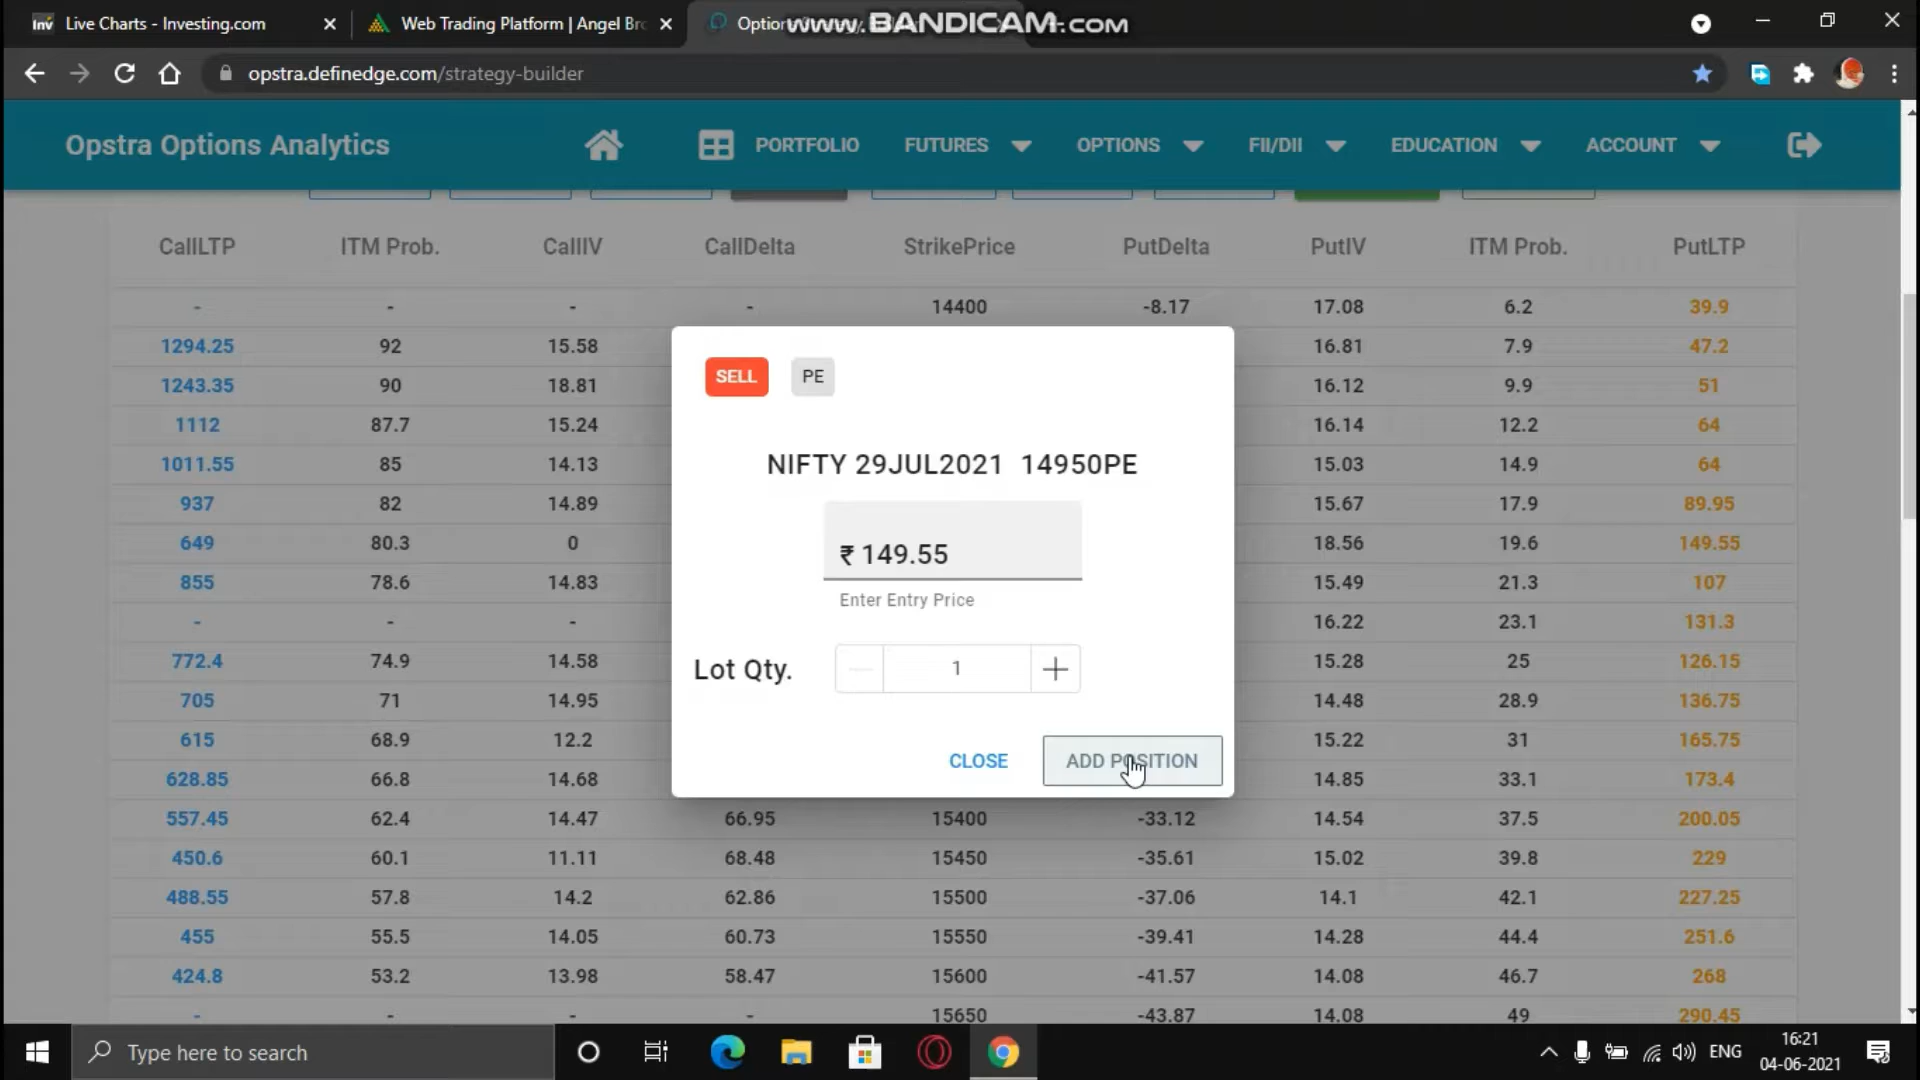 Live Charts - Investing.com
Web Trading Platform | Angel Bro
Option
www.BANDICAM.com
opstra.definedge.com/strategy-builder
Opstra Options Analytics
PORTFOLIO
FUTURES
OPTIONS
FII/DII
EDUCATION
ACCOUNT
CallLTP ITM Prob. CallIV CallDelta StrikePrice PutDelta PutIV ITM Prob. PutLTP
- - - - 14400 -8.17 17.08 6.2 39.9
1294.25 92 15.58 16.81 7.9 47.2
1243.35 90 18.81 16.12 9.9 51
1112 87.7 15.24 16.14 12.2 64
1011.55 85 14.13 15.03 14.9 64
937 82 14.89 15.67 17.9 89.95
649 80.3 0 18.56 19.6 149.55
855 78.6 14.83 15.49 21.3 107
- - - 16.22 23.1 131.3
772.4 74.9 14.58 15.28 25 126.15
705 71 14.95 14.48 28.9 136.75
615 68.9 12.2 15.22 31 165.75
628.85 66.8 14.68 14.85 33.1 173.4
557.45 62.4 14.47 66.95 15400 -33.12 14.54 37.5 200.05
450.6 60.1 11.11 68.48 15450 -35.61 15.02 39.8 229
488.55 57.8 14.2 62.86 15500 -37.06 14.1 42.1 227.25
455 55.5 14.05 60.73 15550 -39.41 14.28 44.4 251.6
424.8 53.2 13.98 58.47 15600 -41.57 14.08 46.7 268
- - - - 15650 -43.87 14.08 49 290.45
SELL PE
NIFTY 29JUL2021 14950PE
₹ 149.55
Enter Entry Price
Lot Qty. 1
CLOSE ADD POSITION
Type here to search
ENG
16:21
04-06-2021